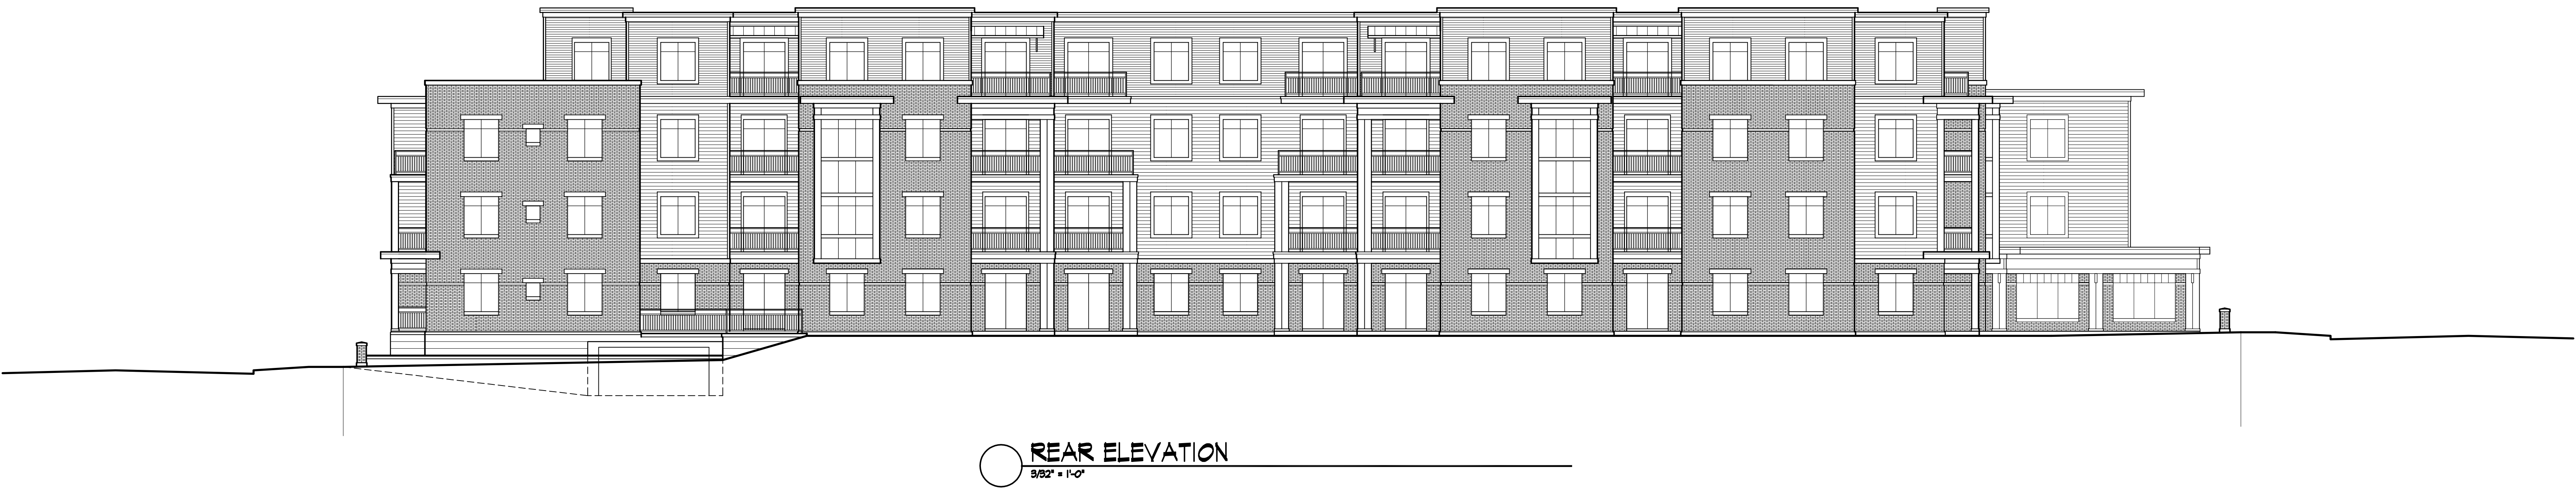 REAR ELEVATION
3/32" = 1'-0"